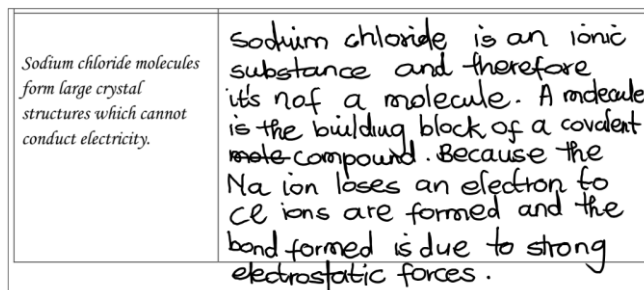 Sodium chloride molecules
form large crystal
structures which cannot
conduct electricity.
sodium chloride is an ionic
substance and therefore
it's not a molecule. A molecule
is the building block of a covalent
mole compound. Because the
Na ion loses an electron to
Cl ions are formed and the
bond formed is due to strong
electrostatic forces.